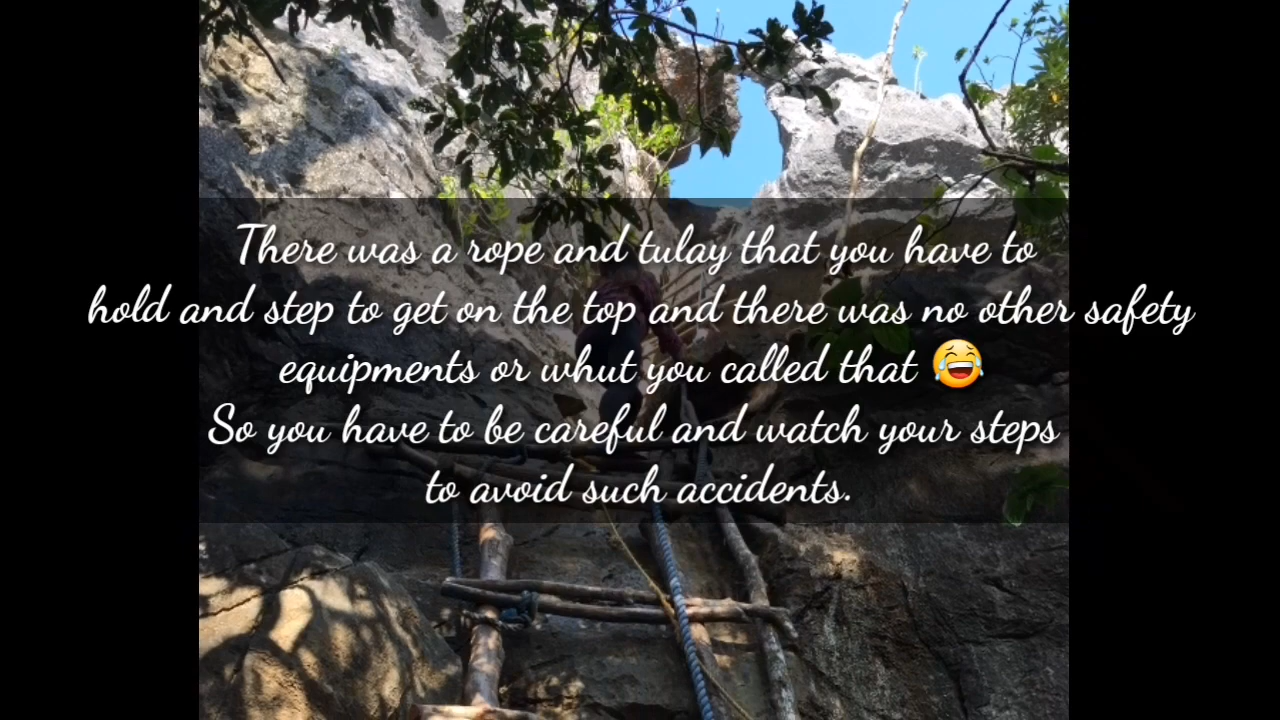 There was a rope and tulay that you have to
hold and step to get on the top and there was no other safety
equipments or whut you called that 😂
So you have to be careful and watch your steps
to avoid such accidents.